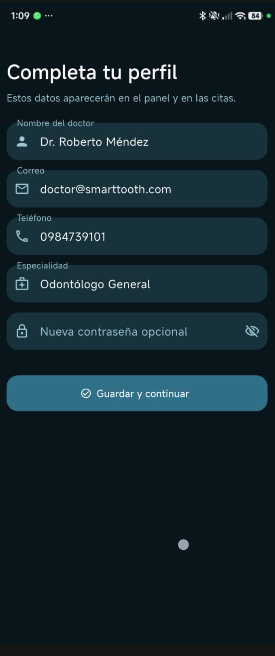 1:09
84
Completa tu perfil
Estos datos aparecerán en el panel y en las citas.
Nombre del doctor
Dr. Roberto Méndez
Correo
doctor@smarttooth.com
Teléfono
0984739101
Especialidad
Odontólogo General
Nueva contraseña opcional
Guardar y continuar